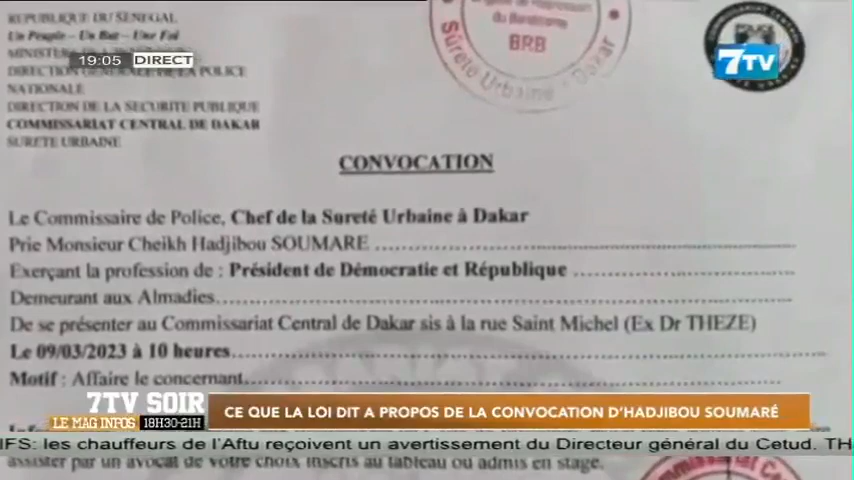 REPUBLIQUE DU SENEGAL
Un Peuple – Un But – Une Foi
19:05 DIRECT
DIRECTION GENERALE DE LA POLICE
NATIONALE
DIRECTION DE LA SECURITE PUBLIQUE
COMMISSARIAT CENTRAL DE DAKAR
SURETE URBAINE
du Banditisme
BRB
Sûreté Urbaine - Dakar
COMMISSARIAT CENTRAL
7TV
CONVOCATION
Le Commissaire de Police, Chef de la Sureté Urbaine à Dakar
Prie Monsieur Cheikh Hadjibou SOUMARE
Exerçant la profession de : Président de Démocratie et République
Demeurant aux Almadies
De se présenter au Commissariat Central de Dakar sis à la rue Saint Michel (Ex Dr THEZE)
Le 09/03/2023 à 10 heures
Motif : Affaire le concernant
7TV SOIR
LE MAG INFOS 18H30-21H
CE QUE LA LOI DIT A PROPOS DE LA CONVOCATION D'HADJIBOU SOUMARÉ
IFS: les chauffeurs de l'Aftu reçoivent un avertissement du Directeur général du Cetud. TH
assister par un avocat de votre choix inscris au tableau ou admis en stage.